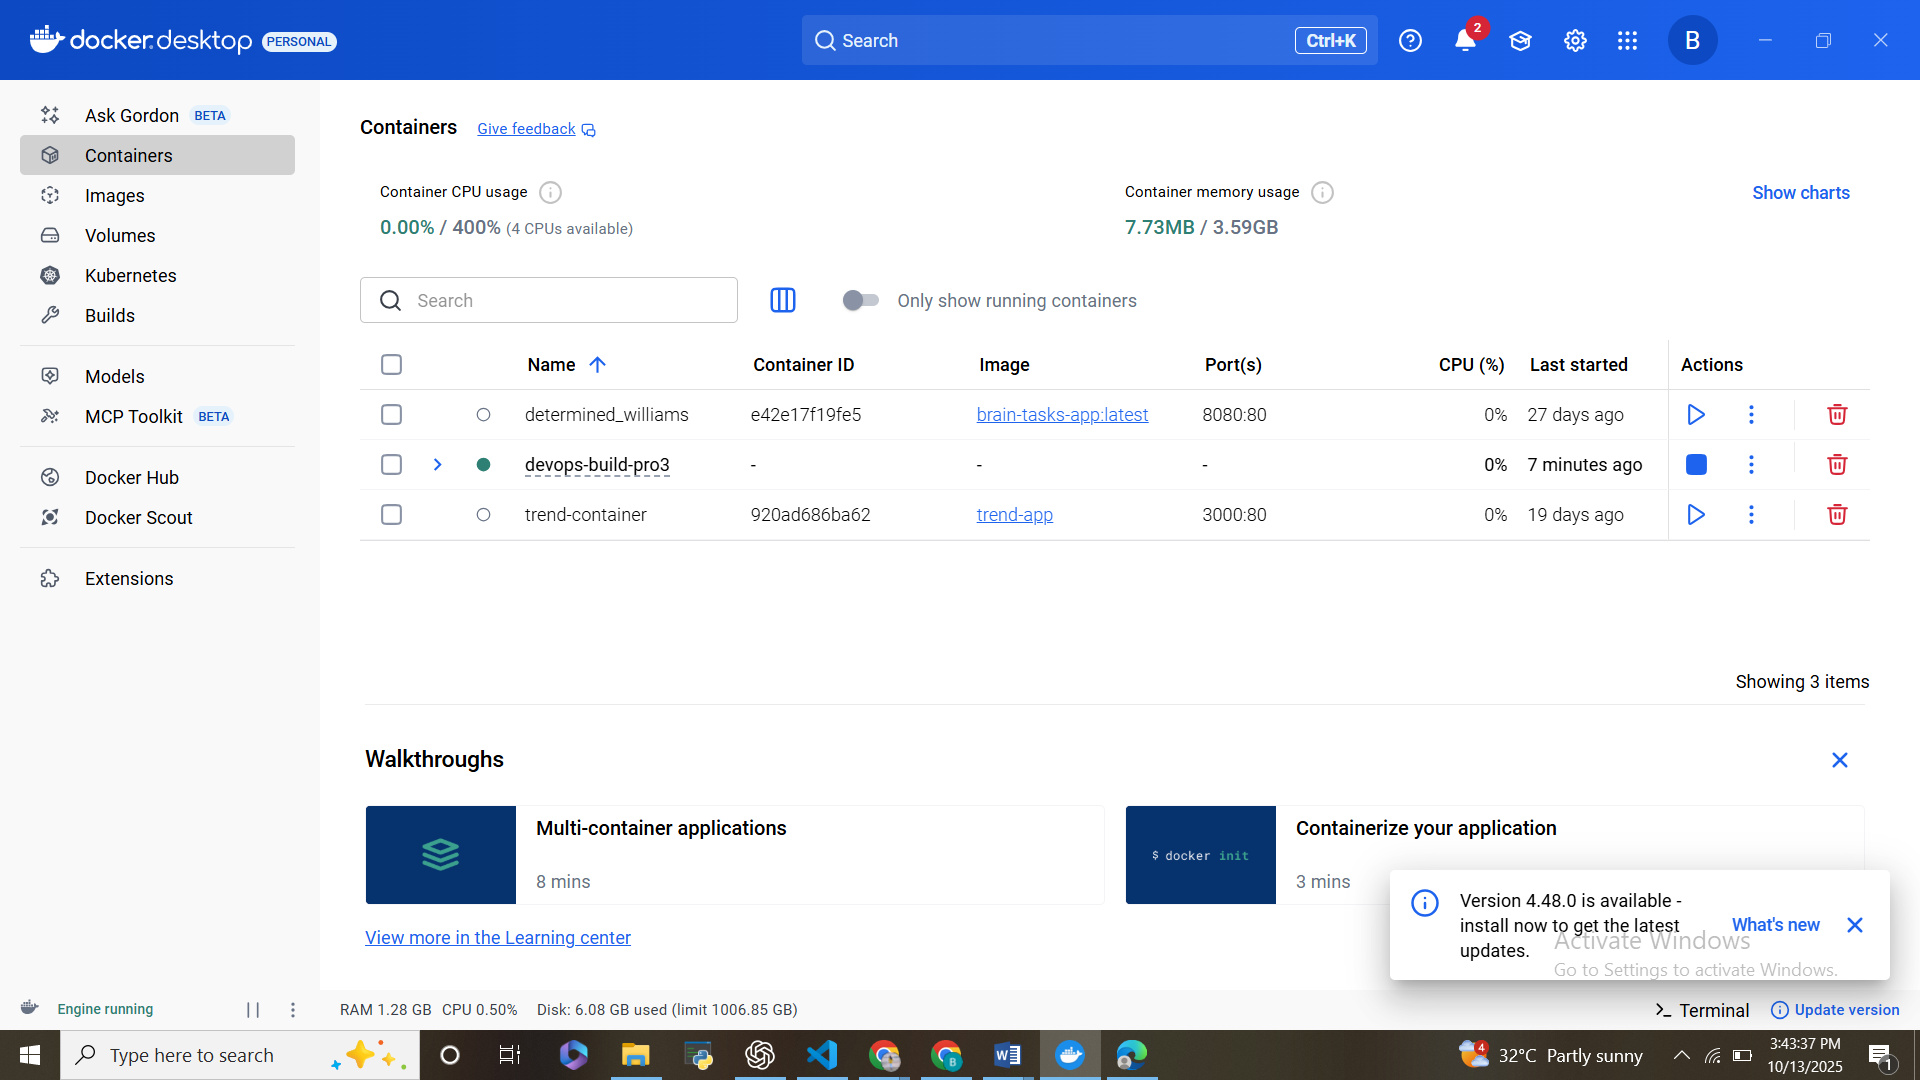 docker.desktop PERSONAL
Search Ctrl+K
2
B
Ask Gordon BETA
Containers
Images
Volumes
Kubernetes
Builds
Models
MCP Toolkit BETA
Docker Hub
Docker Scout
Extensions
Containers Give feedback
Container CPU usage
0.00% / 400% (4 CPUs available)
Container memory usage
7.73MB / 3.59GB
Show charts
Search
Only show running containers
Name Container ID Image Port(s) CPU (%) Last started Actions
determined_williams e42e17f19fe5 brain-tasks-app:latest 8080:80 0% 27 days ago
devops-build-pro3 - - - 0% 7 minutes ago
trend-container 920ad686ba62 trend-app 3000:80 0% 19 days ago
Showing 3 items
Walkthroughs
Multi-container applications
8 mins
$ docker init
Containerize your application
3 mins
View more in the Learning center
Version 4.48.0 is available -
install now to get the latest
updates.
What's new
Activate Windows
Go to Settings to activate Windows.
Engine running
RAM 1.28 GB CPU 0.50% Disk: 6.08 GB used (limit 1006.85 GB)
Terminal
Update version
Type here to search
B
4
32°C Partly sunny
3:43:37 PM
10/13/2025
1